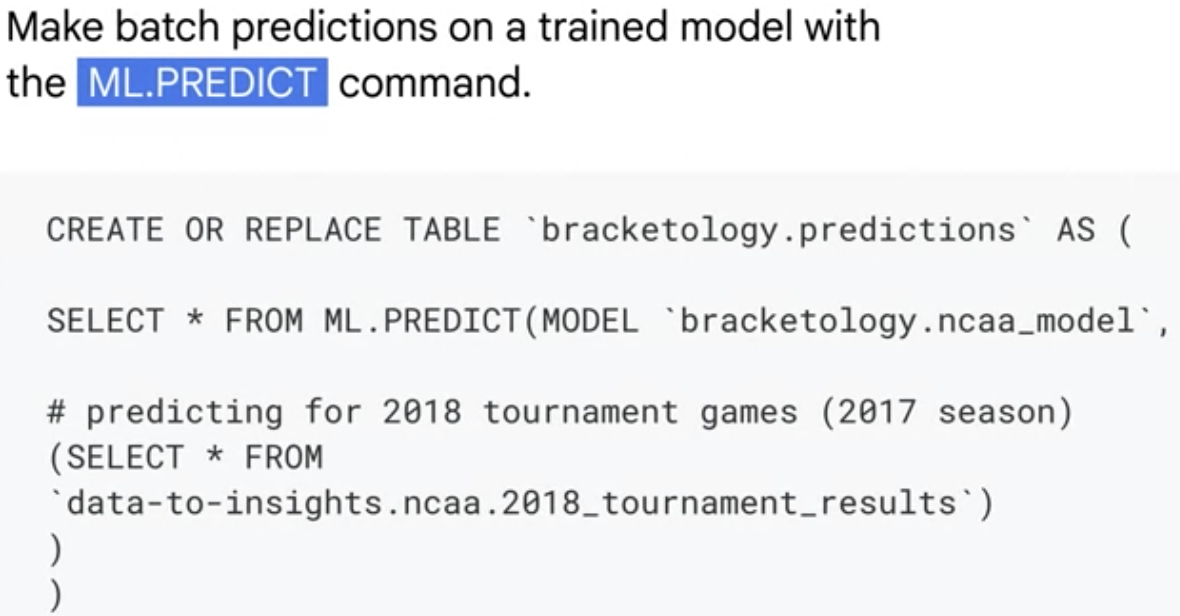 Make batch predictions on a trained model with
the ML.PREDICT command.
CREATE OR REPLACE TABLE `bracketology.predictions` AS (
SELECT * FROM ML.PREDICT(MODEL `bracketology.ncaa_model`,
# predicting for 2018 tournament games (2017 season)
(SELECT * FROM
`data-to-insights.ncaa.2018_tournament_results`)
)
)